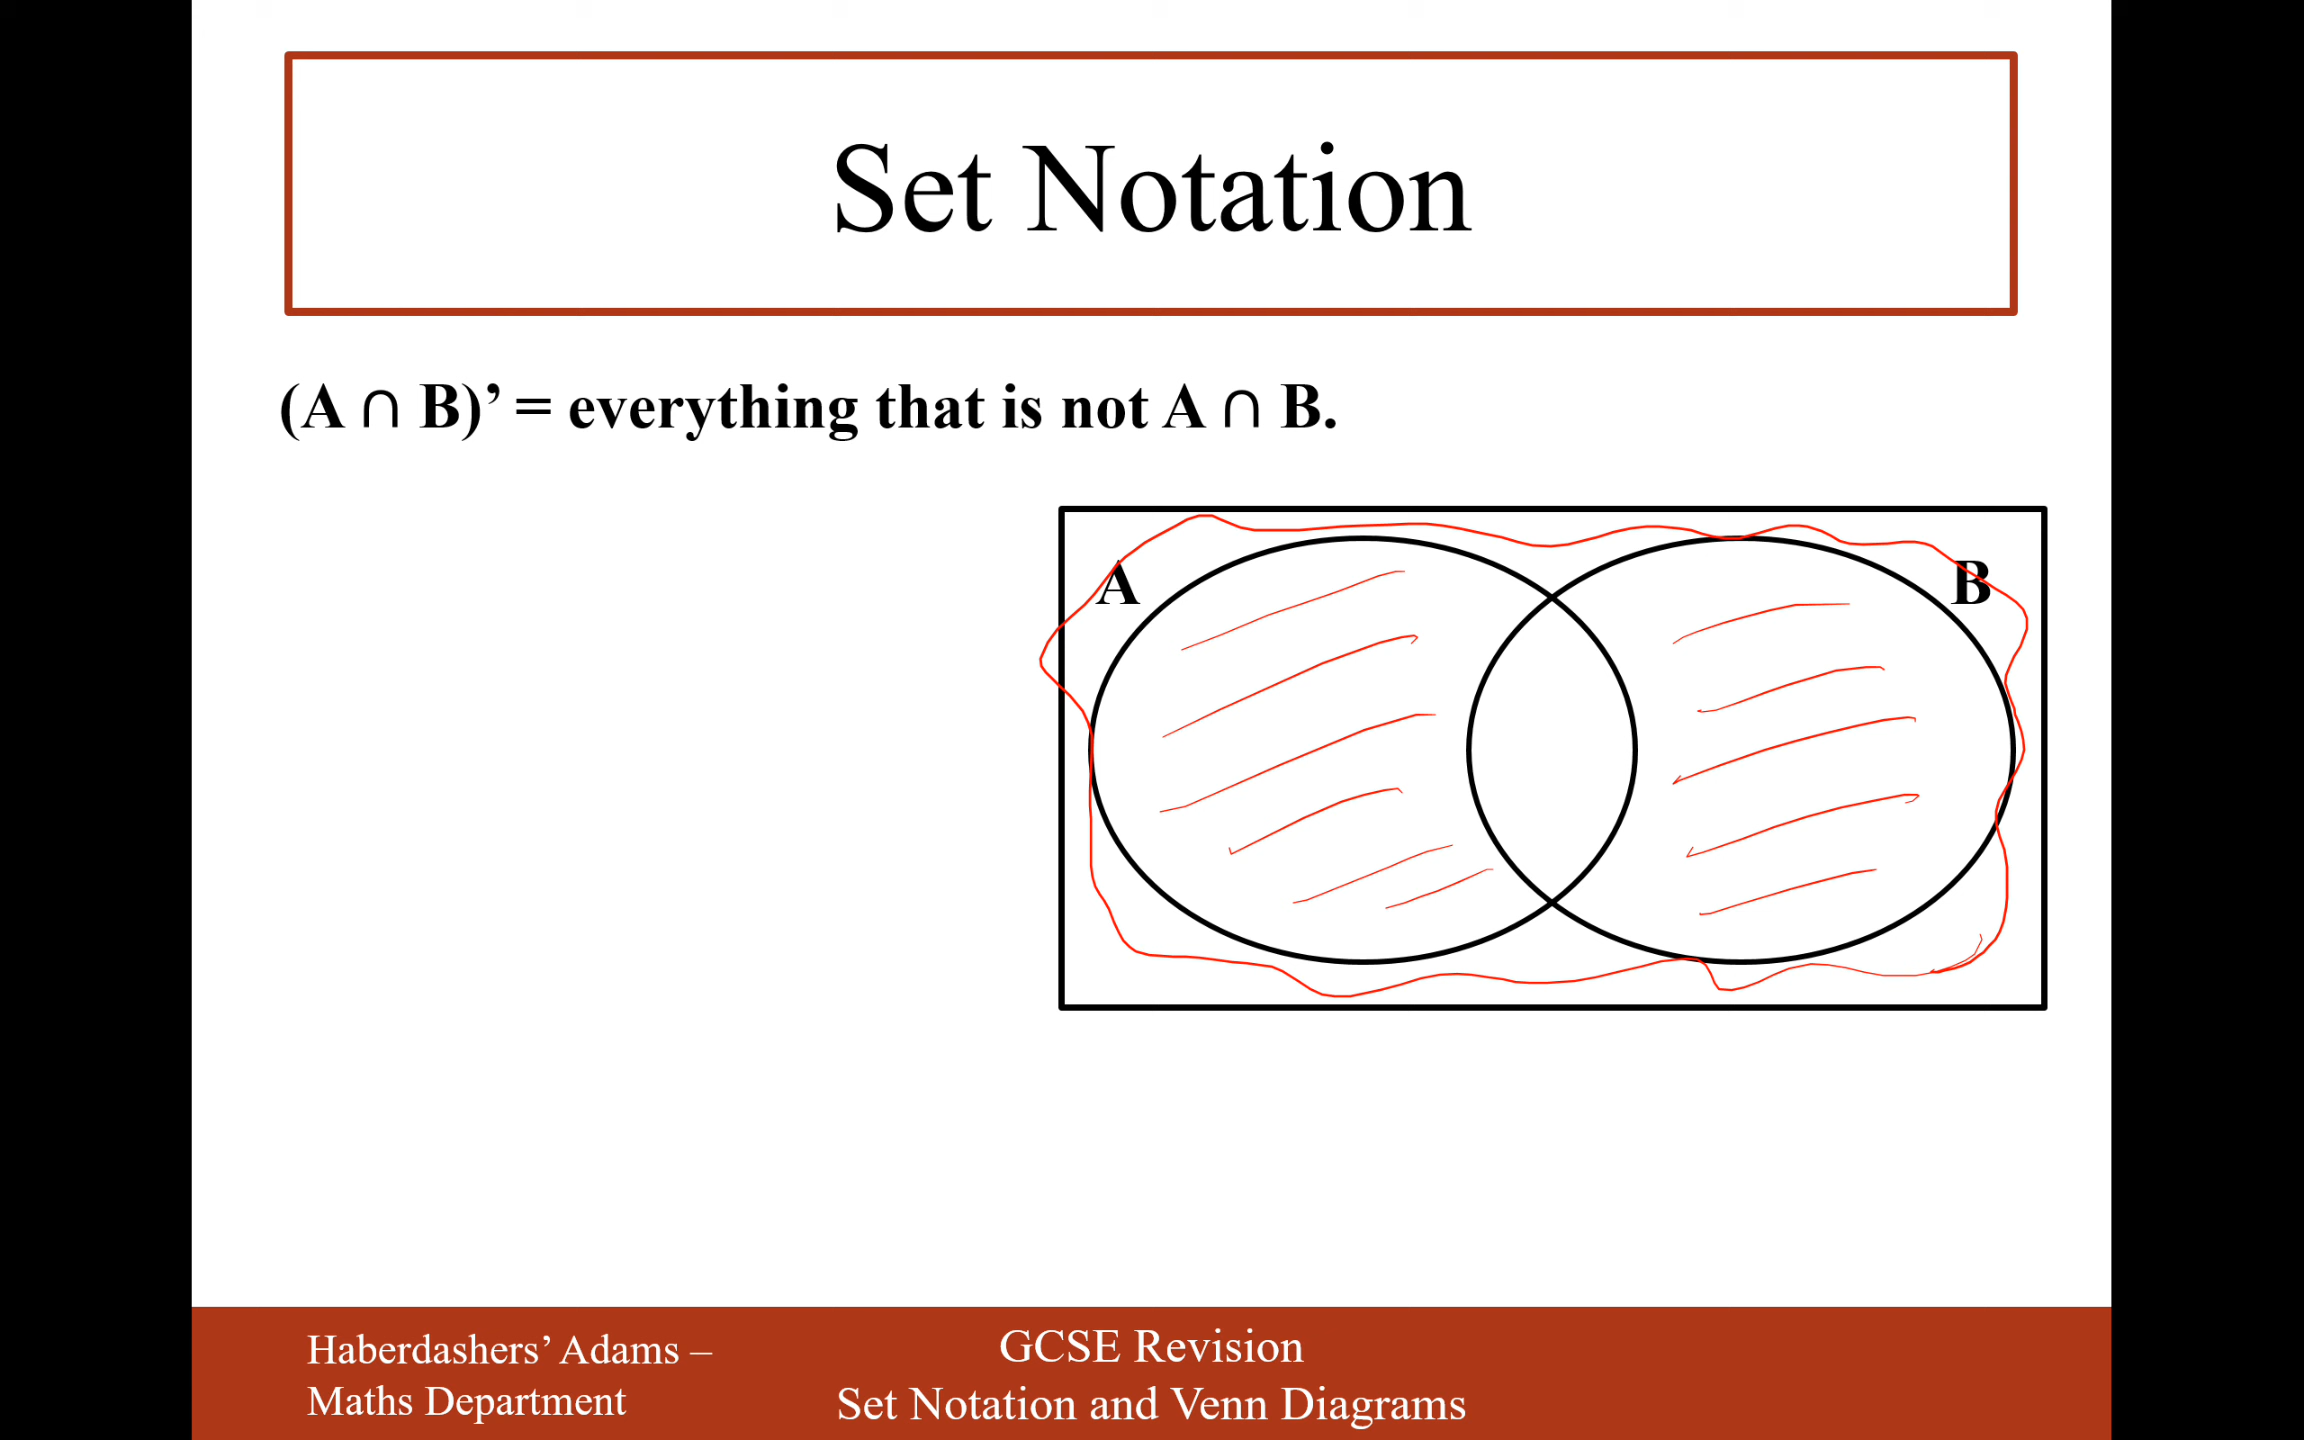 Set Notation
(A ∩ B)’ = everything that is not A ∩ B.
A
B
Haberdashers’ Adams –
Maths Department
GCSE Revision
Set Notation and Venn Diagrams